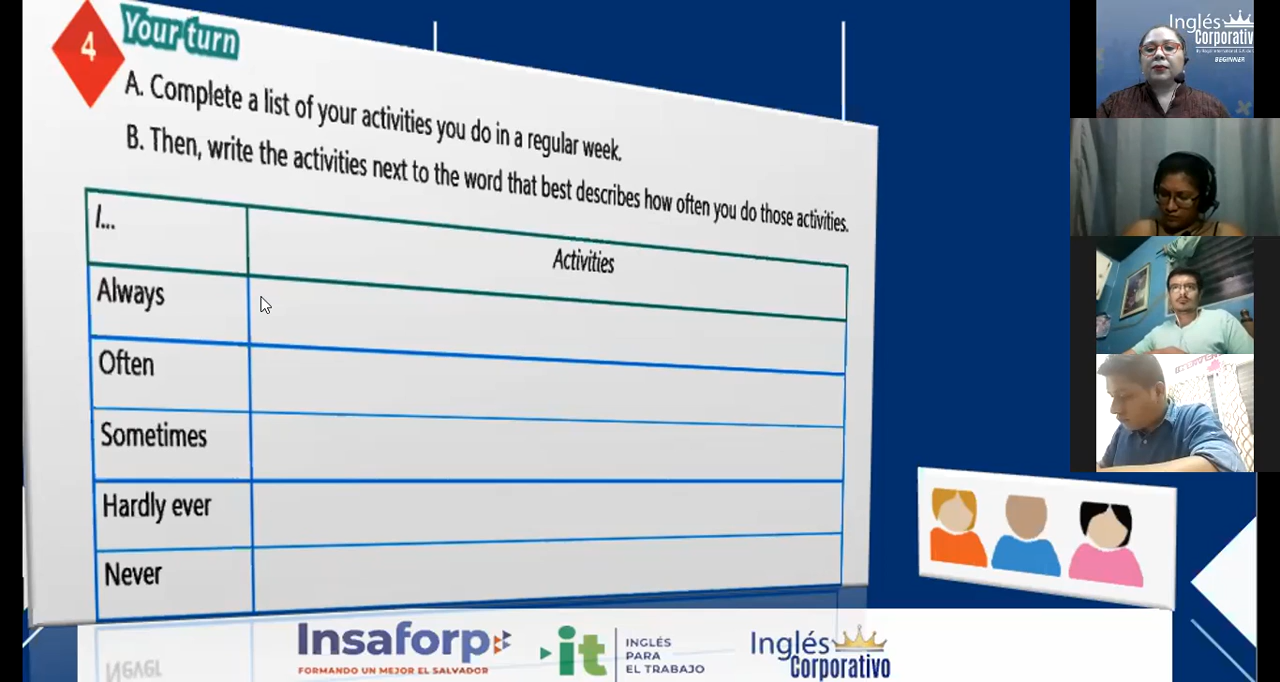 4
Your turn
A. Complete a list of your activities you do in a regular week.
B. Then, write the activities next to the word that best describes how often you do those activities.
I...
Activities
Always
Often
Sometimes
Hardly ever
Never
Insaforp
FORMANDO UN MEJOR EL SALVADOR
it
INGLÉS
PARA
EL TRABAJO
Inglés
Corporativo
Inglés
Corporativ
BEGINNER